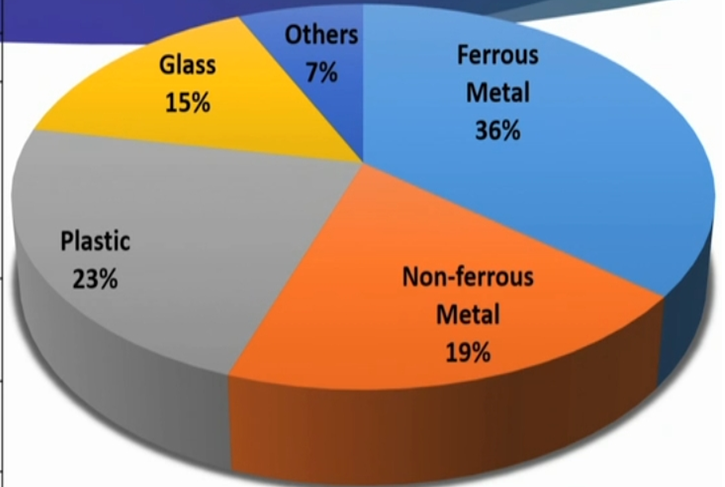 Others
7%
Ferrous
Metal
36%
Glass
15%
Plastic
23%
Non-ferrous
Metal
19%